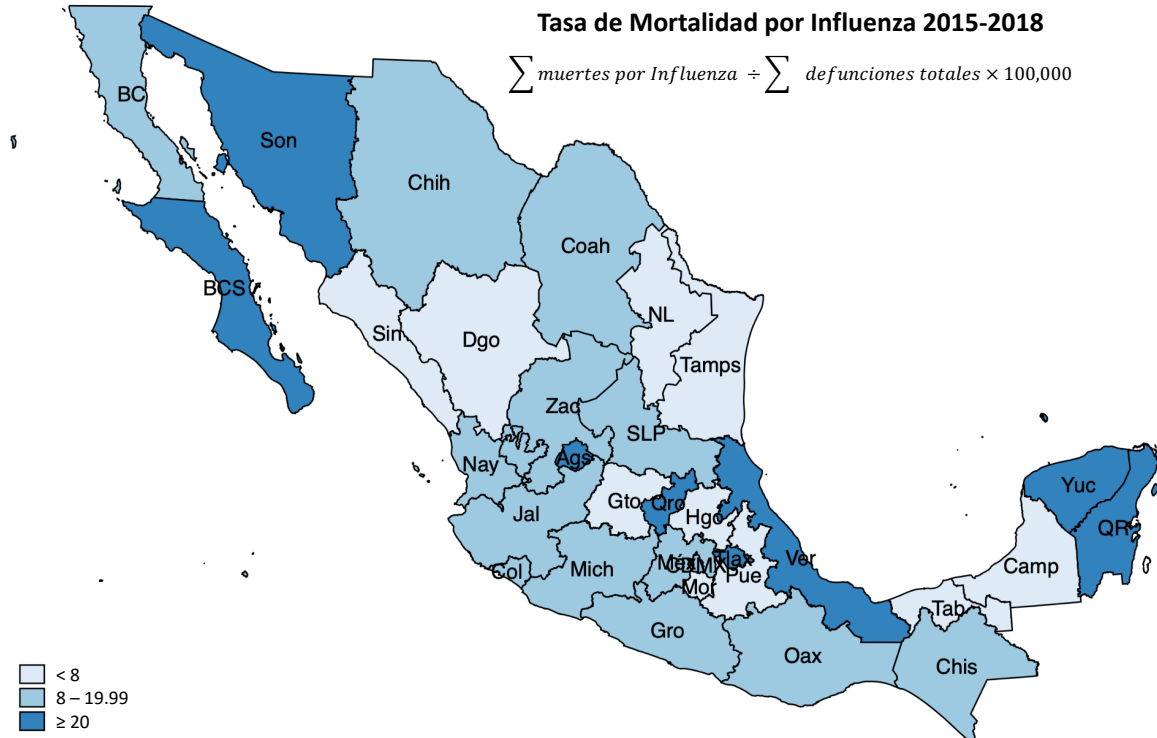 Tasa de Mortalidad por Influenza 2015-2018
∑ muertes por Influenza ÷ ∑ defunciones totales × 100,000
BC
Son
Chih
Coah
BCS
Sin
Dgo
NL
Tamps
Zac
SLP
Nay
Ags
Gto
Qro
Hgo
Jal
Col
Mich
Méx
CDMX
Tlax
Mor
Pue
Ver
Gro
Oax
Tab
Chis
Camp
Yuc
QR
< 8
8 – 19.99
≥ 20